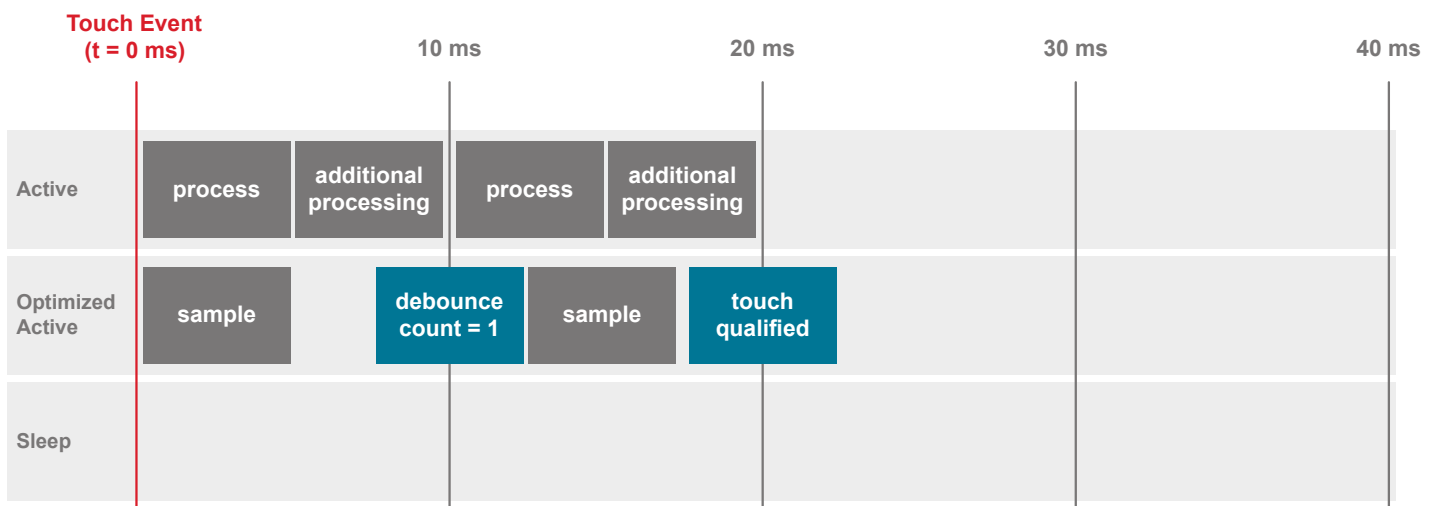 Touch Event
(t = 0 ms)
10 ms
20 ms
30 ms
40 ms
Active
process
additional
processing
process
additional
processing
Optimized
Active
sample
debounce
count = 1
sample
touch
qualified
Sleep